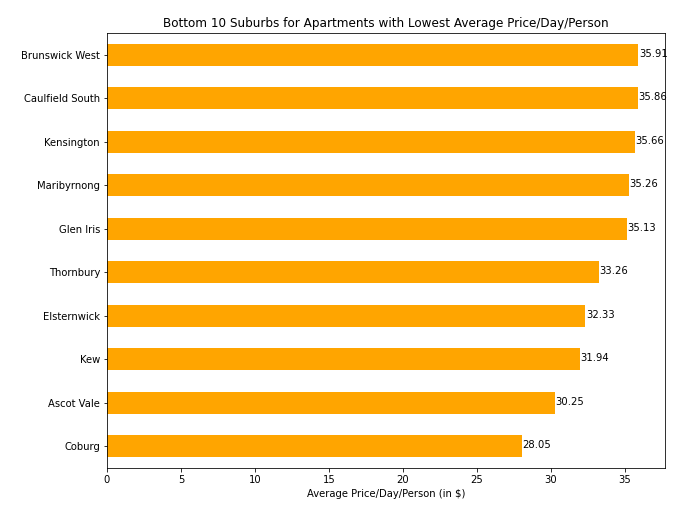 Bottom 10 Suburbs for Apartments with Lowest Average Price/Day/Person
Brunswick West 35.91
Caulfield South 35.86
Kensington 35.66
Maribyrnong 35.26
Glen Iris 35.13
Thornbury 33.26
Elsternwick 32.33
Kew 31.94
Ascot Vale 30.25
Coburg 28.05
0 5 10 15 20 25 30 35
Average Price/Day/Person (in $)